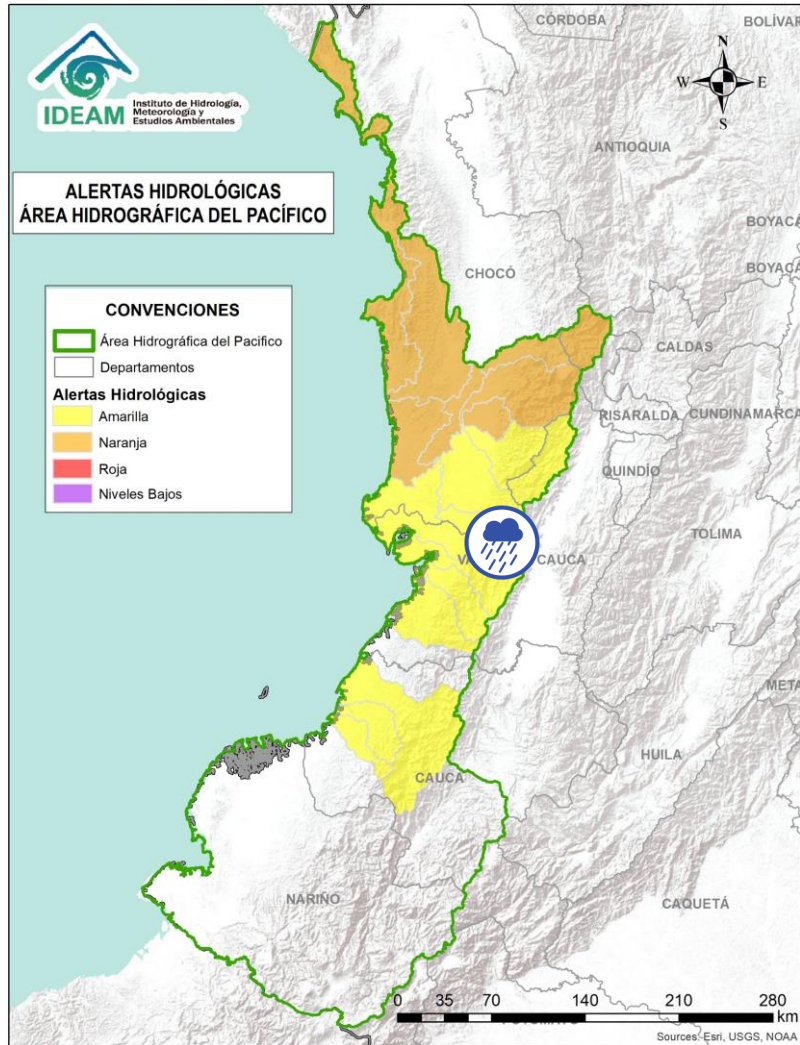 IDEAM
Instituto de Hidrología,
Meteorología y
Estudios Ambientales
ALERTAS HIDROLÓGICAS
ÁREA HIDROGRÁFICA DEL PACÍFICO
CONVENCIONES
Área Hidrográfica del Pacifico
Departamentos
Alertas Hidrológicas
Amarilla
Naranja
Roja
Niveles Bajos
N
W
E
S
CÓRDOBA
BOLÍVAR
ANTIOQUIA
BOYACÁ
BOYACÁ
CHOCÓ
CALDAS
RISARALDA
CUNDINAMARCA
QUINDÍO
TOLIMA
CAUCA
META
HUILA
CAUCA
NARIÑO
CAQUETÁ
0 35 70 140 210 280
km
Sources: Esri, USGS, NOAA